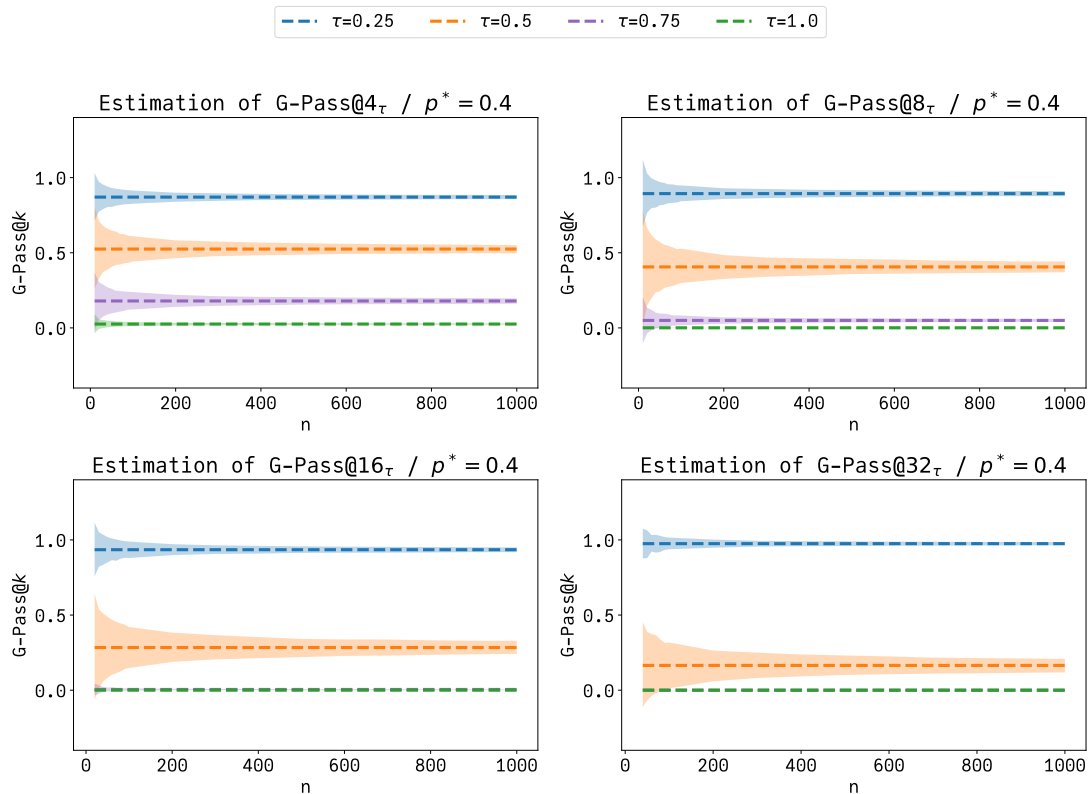 τ=0.25 τ=0.5 τ=0.75 τ=1.0
Estimation of G-Pass@4τ / p* = 0.4
G-Pass@k
1.0
0.5
0.0
0 200 400 600 800 1000
n
Estimation of G-Pass@8τ / p* = 0.4
G-Pass@k
1.0
0.5
0.0
0 200 400 600 800 1000
n
Estimation of G-Pass@16τ / p* = 0.4
G-Pass@k
1.0
0.5
0.0
0 200 400 600 800 1000
n
Estimation of G-Pass@32τ / p* = 0.4
G-Pass@k
1.0
0.5
0.0
0 200 400 600 800 1000
n